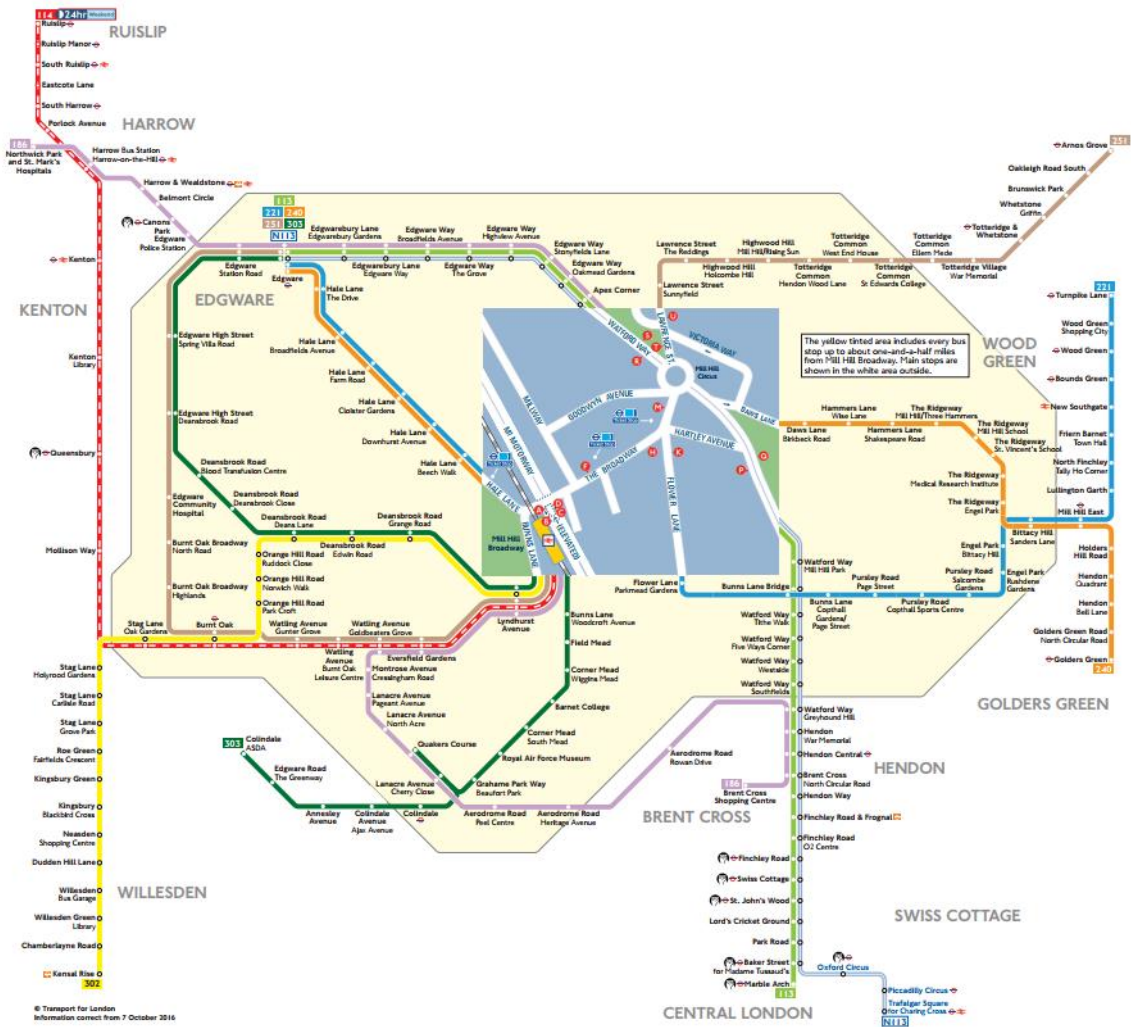 114
24hr
Weekend
Ruislip
Ruislip Manor
South Ruislip
Eastcote Lane
South Harrow
Porlock Avenue
RUISLIP
HARROW
186
Northwick Park
and St. Mark's
Hospitals
Harrow Bus Station
Harrow-on-the-Hill
Harrow & Wealdstone
Belmont Circle
Canons
Park
Edgware
Police Station
Kenton
KENTON
Kenton
Library
Queensbury
Mollison Way
113
221 240
251 303
N113
Edgware
Station Road
Edgware
EDGWARE
Edgwarebury Lane
Edgwarebury Gardens
Edgware Way
Broadfields Avenue
Edgware Way
Highview Avenue
Edgware Way
Stonyfields Lane
Edgware Way
Oakmead Gardens
Apex Corner
Edgwarebury Lane
Edgware Way
Edgware Way
The Grove
Hale Lane
The Drive
Hale Lane
Broadfields Avenue
Hale Lane
Farm Road
Hale Lane
Cloister Gardens
Hale Lane
Downhurst Avenue
Hale Lane
Beech Walk
Edgware High Street
Spring Villa Road
Edgware High Street
Deansbrook Road
Deansbrook Road
Blood Transfusion Centre
Edgware
Community
Hospital
Deansbrook Road
Deansbrook Close
Deansbrook Road
Deans Lane
Deansbrook Road
Edwin Road
Deansbrook Road
Grange Road
Burnt Oak Broadway
North Road
Burnt Oak Broadway
Highlands
Orange Hill Road
Ruddock Close
Orange Hill Road
Norwich Walk
Orange Hill Road
Park Croft
Stag Lane
Oak Gardens
Burnt Oak
Watling Avenue
Gunter Grove
Watling Avenue
Goldbeaters Grove
Lyndhurst
Avenue
Watling
Avenue
Burnt Oak
Leisure Centre
Eversfield Gardens
Montrose Avenue
Cressingham Road
Lanacre Avenue
Pageant Avenue
Lanacre Avenue
North Acre
Quakers Course
Lanacre Avenue
Cherry Close
Bunns Lane
Woodcroft Avenue
Field Mead
Corner Mead
Wiggins Mead
Barnet College
Corner Mead
South Mead
Royal Air Force Museum
Grahame Park Way
Beaufort Park
303
Colindale
ASDA
Edgware Road
The Greenway
Annesley
Avenue
Colindale
Avenue
Ajax Avenue
Colindale
Aerodrome Road
Peel Centre
Aerodrome Road
Heritage Avenue
Aerodrome Road
Rowan Drive
186
Brent Cross
Shopping Centre
BRENT CROSS
Stag Lane
Holyrood Gardens
Stag Lane
Carlisle Road
Stag Lane
Grove Park
Roe Green
Fairfields Crescent
Kingsbury Green
Kingsbury
Blackbird Cross
Neasden
Shopping Centre
Dudden Hill Lane
Willesden
Bus Garage
Willesden Green
Library
Chamberlayne Road
Kensal Rise
302
WILLESDEN
WATFORD WAY
LAWRENCE ST.
VICTORIA WAY
Mill Hill
Circus
MILLWAY
GOODWYN AVENUE
DAWS LANE
M1 MOTORWAY
HARTLEY AVENUE
THE BROADWAY
HALE LANE
FLOWER LANE
BUNNS LANE
(ELEVATED)
Mill Hill
Broadway
Ticket Stop
Ticket Stop
Ticket Stop
A
B
C
D
F
H
K
M
P
Q
R
S
T
U
Lawrence Street
The Reddings
Lawrence Street
Sunnyfield
Highwood Hill
Mill Hill/Rising Sun
Highwood Hill
Holcombe Hill
Totteridge
Common
Hendon Wood Lane
Totteridge
Common
West End House
Totteridge
Common
St Edwards College
Totteridge
Common
Ellern Mede
Totteridge Village
War Memorial
Totteridge &
Whetstone
Whetstone
Griffin
Brunswick Park
Oakleigh Road South
Arnos Grove
251
The yellow tinted area includes every bus
stop up to about one-and-a-half miles
from Mill Hill Broadway. Main stops are
shown in the white area outside.
221
Turnpike Lane
Wood Green
Shopping City
Wood Green
WOOD
GREEN
Bounds Green
New Southgate
Friern Barnet
Town Hall
North Finchley
Tally Ho Corner
Lullington Garth
Mill Hill East
Daws Lane
Birkbeck Road
Hammers Lane
Wise Lane
Hammers Lane
Shakespeare Road
The Ridgeway
Mill Hill/Three Hammers
The Ridgeway
Mill Hill School
The Ridgeway
St. Vincent's School
The Ridgeway
Medical Research Institute
The Ridgeway
Engel Park
Bittacy Hill
Sanders Lane
Engel Park
Bittacy Hill
Engel Park
Rushdene
Gardens
Pursley Road
Salcombe
Gardens
Pursley Road
Copthall Sports Centre
Pursley Road
Page Street
Bunns Lane
Copthall
Gardens/
Page Street
Bunns Lane Bridge
Flower Lane
Parkmead Gardens
Holders
Hill Road
Hendon
Quadrant
Hendon
Bell Lane
Golders Green Road
North Circular Road
Golders Green
240
GOLDERS GREEN
Watford Way
Mill Hill Park
Watford Way
Tithe Walk
Watford Way
Five Ways Corner
Watford Way
Westside
Watford Way
Southfields
Watford Way
Greyhound Hill
Hendon
War Memorial
Hendon Central
HENDON
Brent Cross
North Circular Road
Hendon Way
Finchley Road & Frognal
Finchley Road
O2 Centre
Finchley Road
Swiss Cottage
SWISS COTTAGE
St. John's Wood
Lord's Cricket Ground
Park Road
Baker Street
for Madame Tussaud's
Marble Arch
113
CENTRAL LONDON
Oxford Circus
Piccadilly Circus
Trafalgar Square
for Charing Cross
N113
© Transport for London
Information correct from 7 October 2016